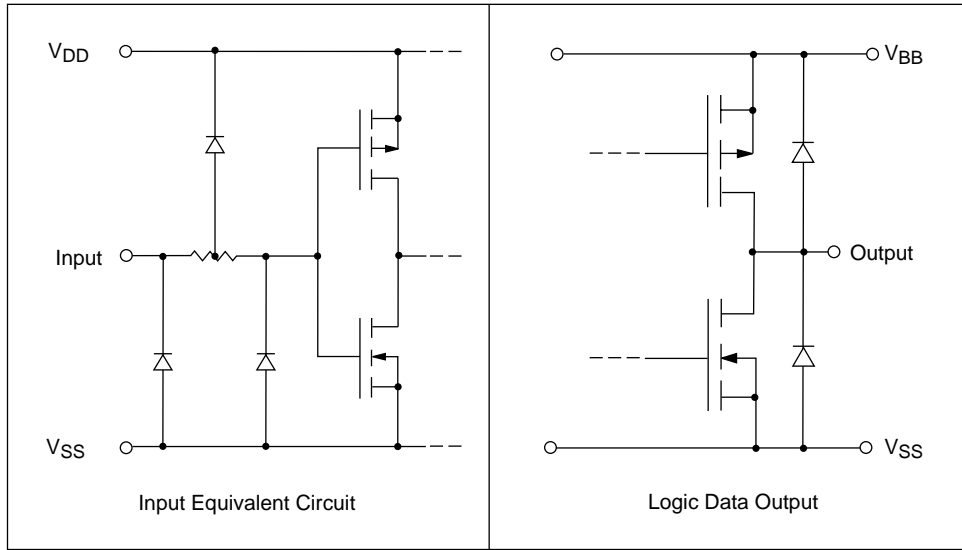 VDD
Input
VSS
Input Equivalent Circuit
VBB
Output
VSS
Logic Data Output